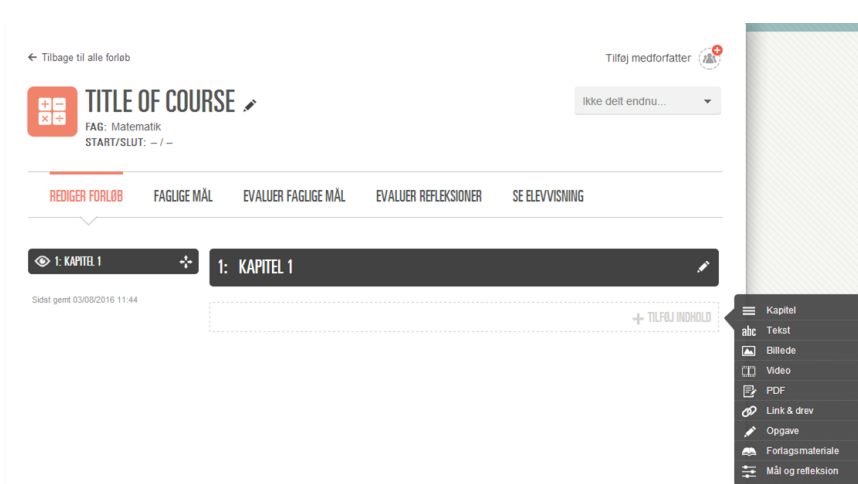 ← Tilbage til alle forløb
Tilføj medforfatter
TITLE OF COURSE
FAG: Matematik
START/SLUT: – / –
Ikke delt endnu...
REDIGER FORLØB FAGLIGE MÅL EVALUER FAGLIGE MÅL EVALUER REFLEKSIONER SE ELEVVISNING
1: KAPITEL 1
1: KAPITEL 1
Sidst gemt 03/08/2016 11:44
+ TILFØJ INDHOLD
Kapitel
abc Tekst
Billede
Video
PDF
Link & drev
Opgave
Forlagsmateriale
Mål og refleksion